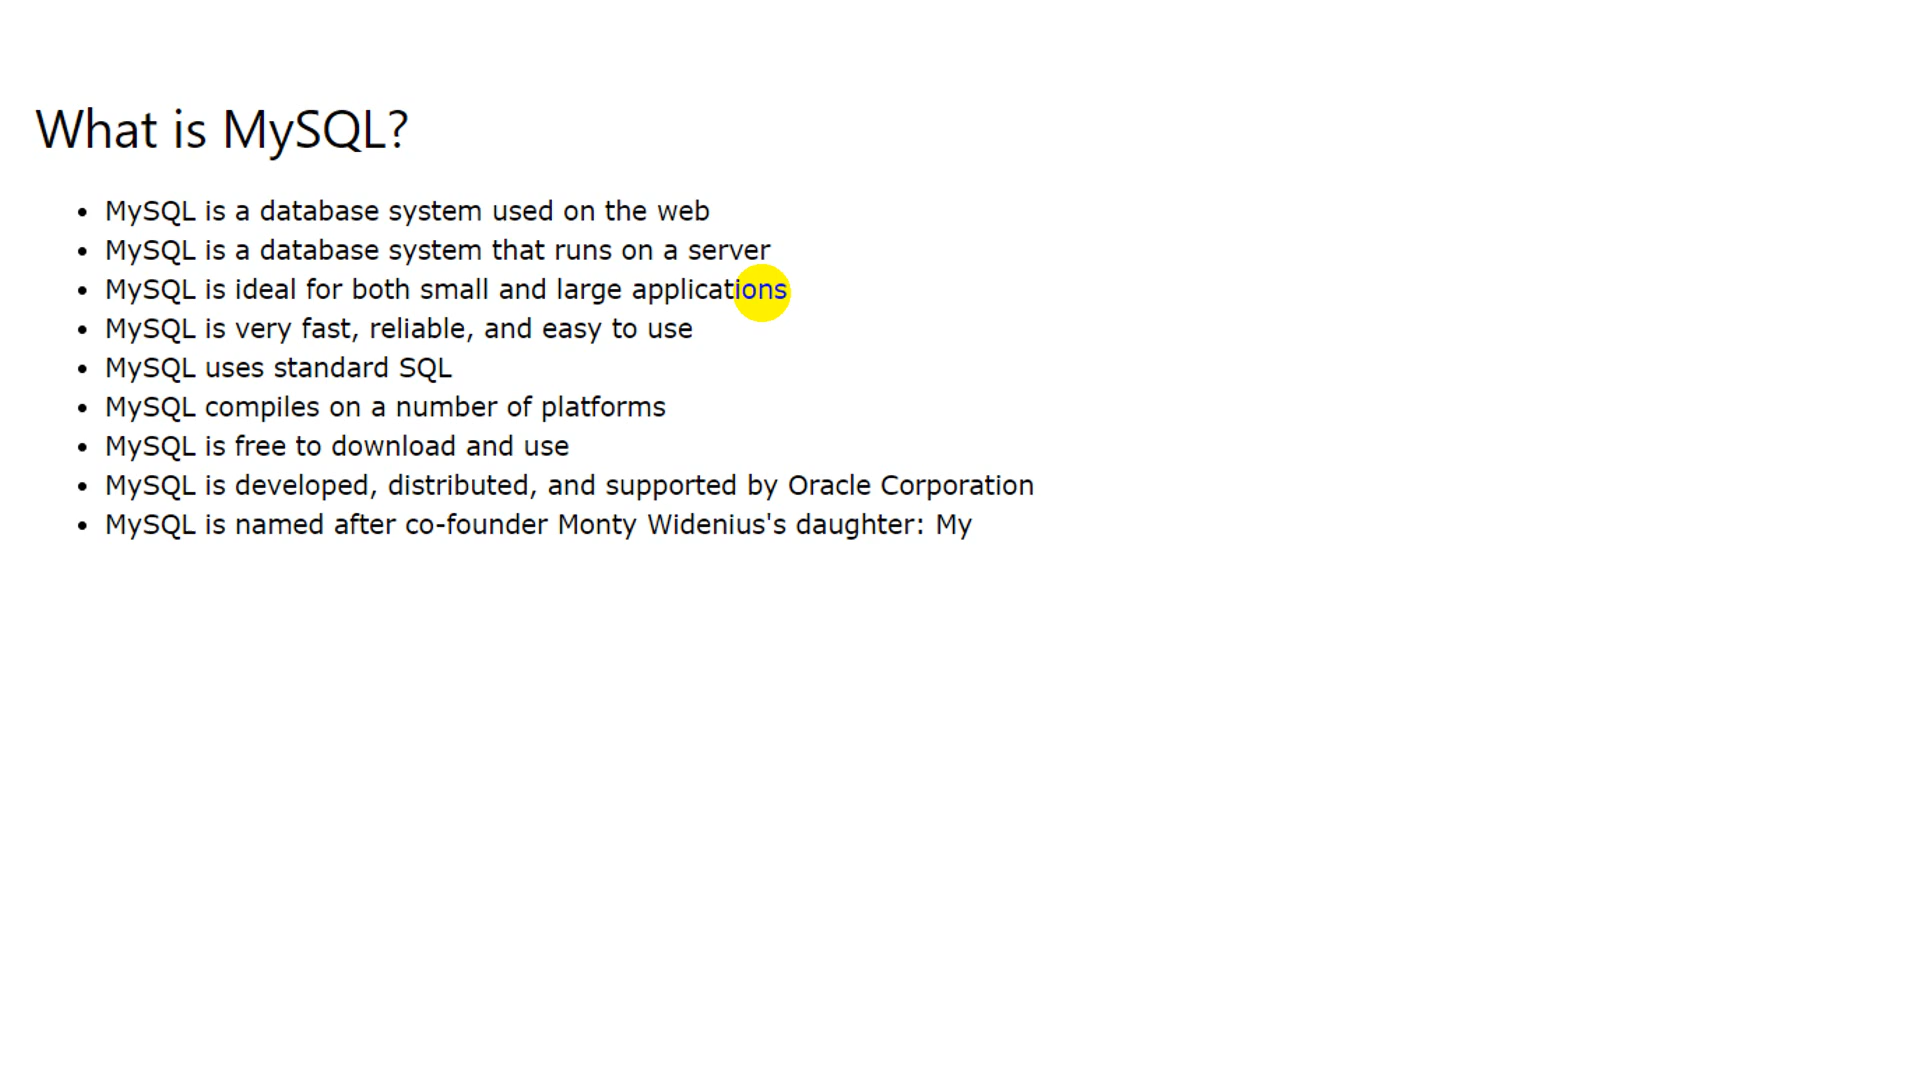 What is MySQL?
• MySQL is a database system used on the web
• MySQL is a database system that runs on a server
• MySQL is ideal for both small and large applications
• MySQL is very fast, reliable, and easy to use
• MySQL uses standard SQL
• MySQL compiles on a number of platforms
• MySQL is free to download and use
• MySQL is developed, distributed, and supported by Oracle Corporation
• MySQL is named after co-founder Monty Widenius's daughter: My